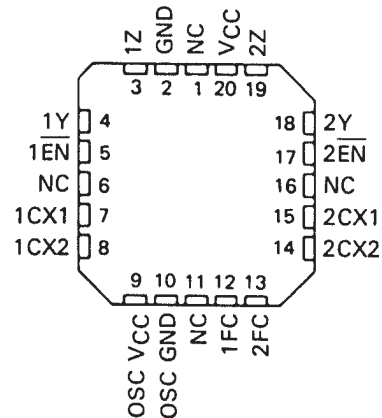 1Z GND NC VCC 2Z
3 2 1 20 19
1Y 4 18 2Y
1EN 5 17 2EN
NC 6 16 NC
1CX1 7 15 2CX1
1CX2 8 14 2CX2
9 10 11 12 13
OSC VCC OSC GND NC 1FC 2FC